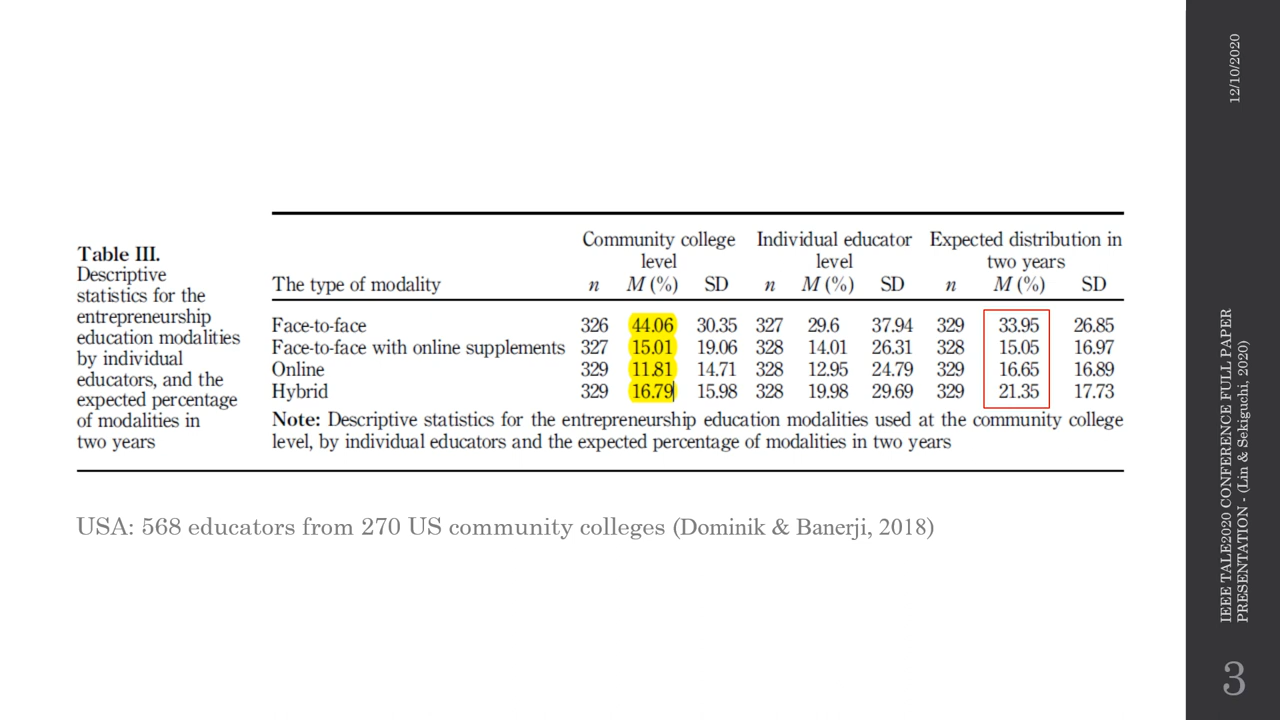 Table III.
Descriptive
statistics for the
entrepreneurship
education modalities
by individual
educators, and the
expected percentage
of modalities in
two years
Community college level Individual educator level Expected distribution in two years
The type of modality n M (%) SD n M (%) SD n M (%) SD
Face-to-face 326 44.06 30.35 327 29.6 37.94 329 33.95 26.85
Face-to-face with online supplements 327 15.01 19.06 328 14.01 26.31 328 15.05 16.97
Online 329 11.81 14.71 328 12.95 24.79 329 16.65 16.89
Hybrid 329 16.79 15.98 328 19.98 29.69 329 21.35 17.73
Note: Descriptive statistics for the entrepreneurship education modalities used at the community college
level, by individual educators and the expected percentage of modalities in two years
USA: 568 educators from 270 US community colleges (Dominik & Banerji, 2018)
12/10/2020
IEEE TALE2020 CONFERENCE FULL PAPER
PRESENTATION - (Lin & Sekiguchi, 2020)
3